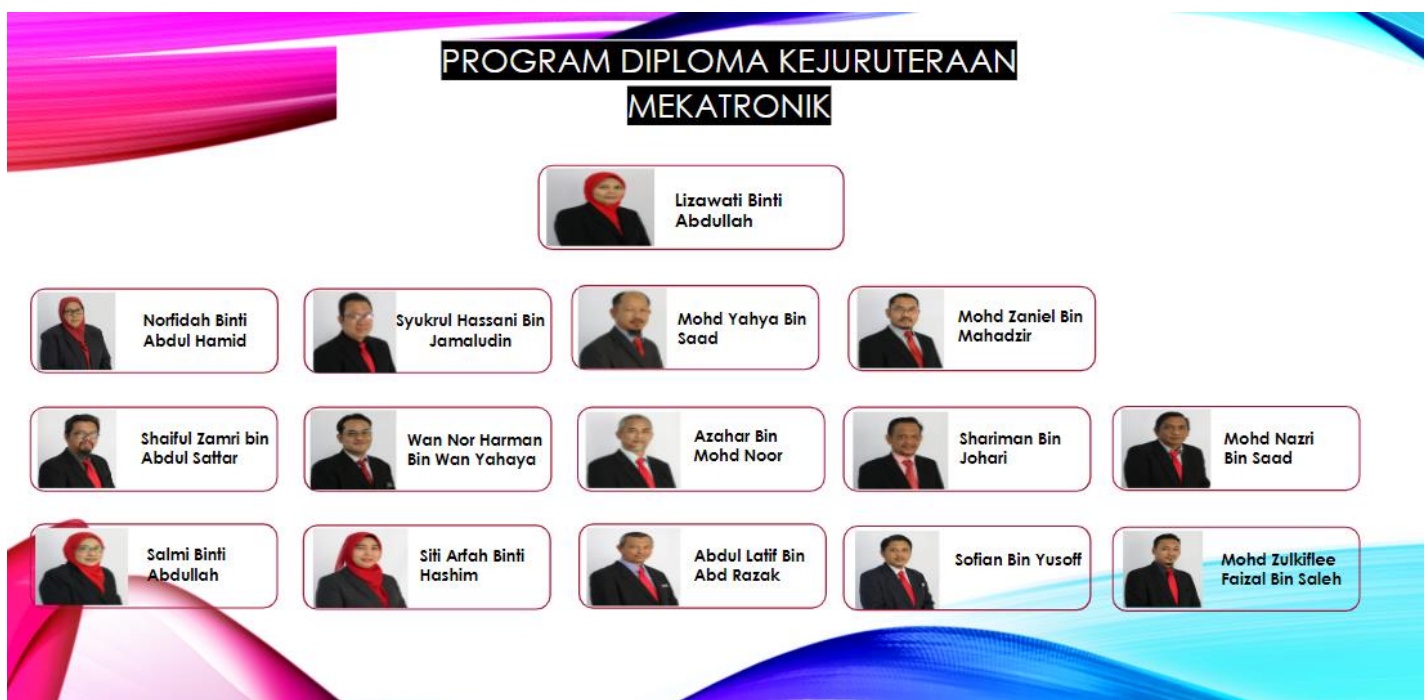 PROGRAM DIPLOMA KEJURUTERAAN
MEKATRONIK
Lizawati Binti
Abdullah
Norfidah Binti
Abdul Hamid
Syukrul Hassani Bin
Jamaludin
Mohd Yahya Bin
Saad
Mohd Zaniel Bin
Mahadzir
Shaiful Zamri bin
Abdul Sattar
Wan Nor Harman
Bin Wan Yahaya
Azahar Bin
Mohd Noor
Shariman Bin
Johari
Mohd Nazri
Bin Saad
Salmi Binti
Abdullah
Siti Arfah Binti
Hashim
Abdul Latif Bin
Abd Razak
Sofian Bin Yusoff
Mohd Zulkiflee
Faizal Bin Saleh